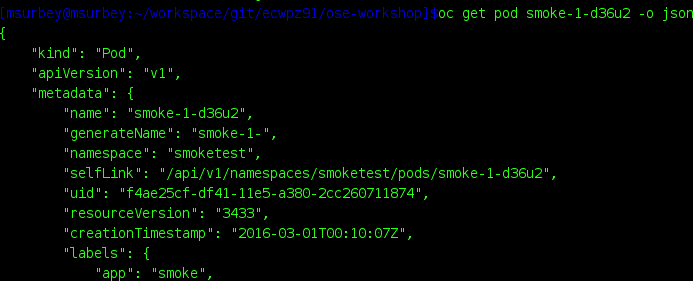 [msurbey@msurbey:~/workspace/git/ecwpz91/ose-workshop]$oc get pod smoke-1-d36u2 -o json
{
    "kind": "Pod",
    "apiVersion": "v1",
    "metadata": {
        "name": "smoke-1-d36u2",
        "generateName": "smoke-1-",
        "namespace": "smoketest",
        "selfLink": "/api/v1/namespaces/smoketest/pods/smoke-1-d36u2",
        "uid": "f4ae25cf-df41-11e5-a380-2cc260711874",
        "resourceVersion": "3433",
        "creationTimestamp": "2016-03-01T00:10:07Z",
        "labels": {
            "app": "smoke",